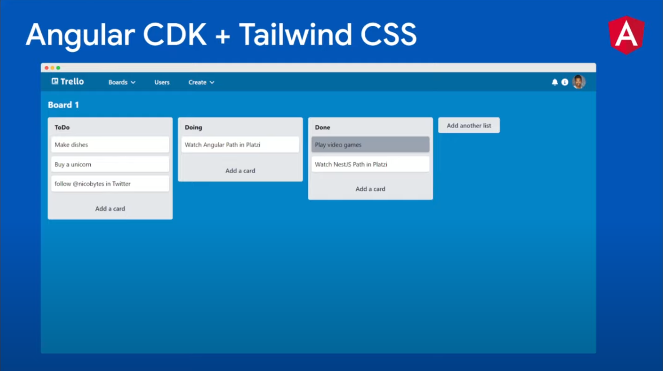 Angular CDK + Tailwind CSS
A
Trello
Boards
Users
Create
Board 1
ToDo
Make dishes
Buy a unicorn
follow @nicobytes in Twitter
Add a card
Doing
Watch Angular Path in Platzi
Add a card
Done
Play video games
Watch NestJS Path in Platzi
Add a card
Add another list